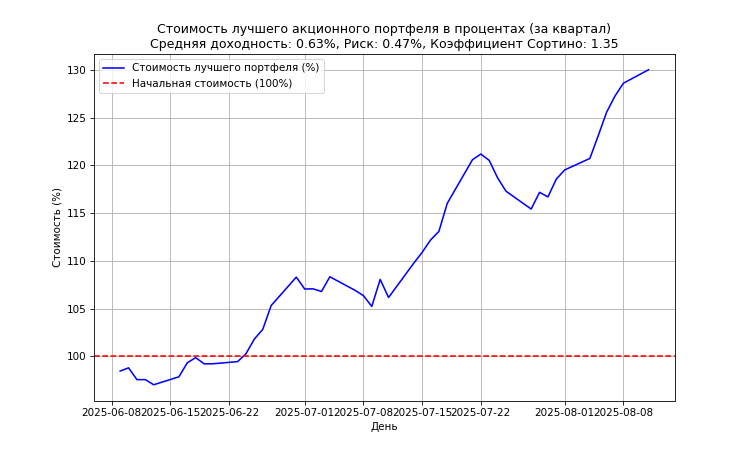 Стоимость лучшего акционного портфеля в процентах (за квартал)
Средняя доходность: 0.63%, Риск: 0.47%, Коэффициент Сортино: 1.35
Стоимость лучшего портфеля (%)
Начальная стоимость (100%)
Стоимость (%)
130
125
120
115
110
105
100
2025-06-08 2025-06-15 2025-06-22 2025-07-01 2025-07-08 2025-07-15 2025-07-22 2025-08-01 2025-08-08
День